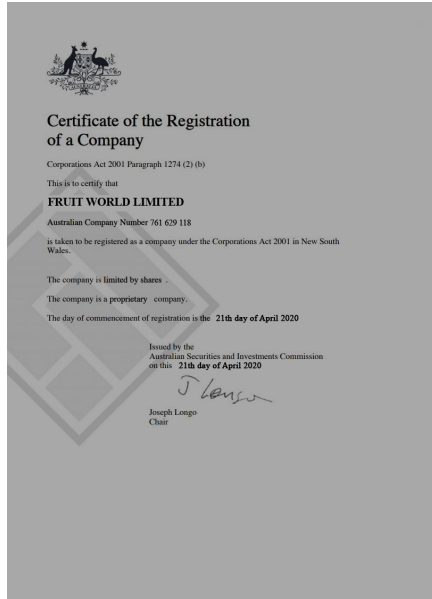 Certificate of the Registration
of a Company
Corporations Act 2001 Paragraph 1274 (2) (b)
This is to certify that
FRUIT WORLD LIMITED
Australian Company Number 761 629 118
is taken to be registered as a company under the Corporations Act 2001 in New South
Wales.
The company is limited by shares .
The company is a proprietary company.
The day of commencement of registration is the 21th day of April 2020
Issued by the
Australian Securities and Investments Commission
on this 21th day of April 2020
J Longo
Joseph Longo
Chair